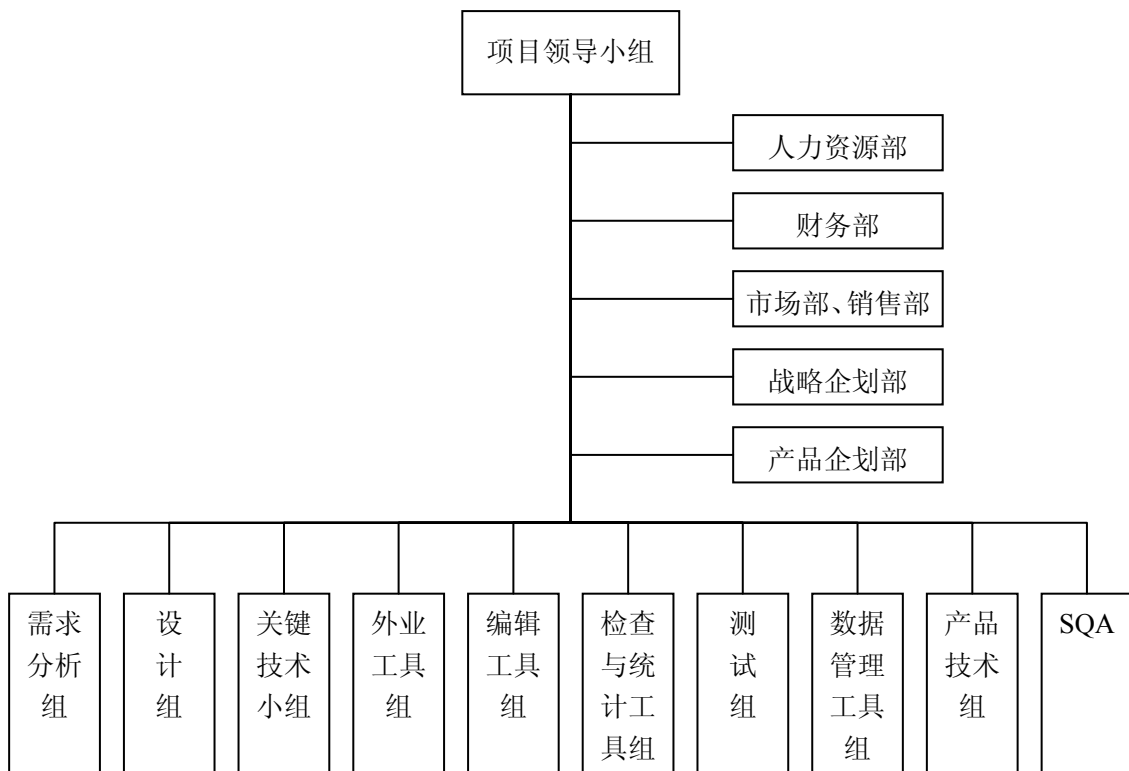 项目领导小组
人力资源部
财务部
市场部、销售部
战略企划部
产品企划部
需求
分析
组
设
计
组
关键
技术
小组
外业
工具
组
编辑
工具
组
检查
与统
计工
具组
测
试
组
数据
管理
工具
组
产品
技术
组
SQA